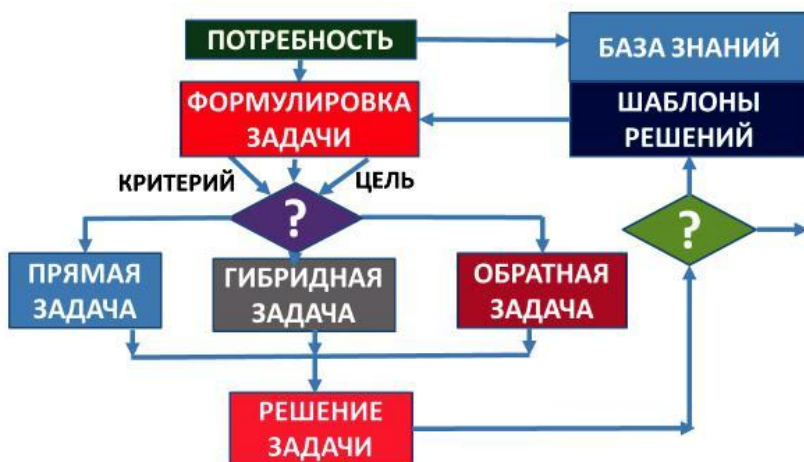 ПОТРЕБНОСТЬ
БАЗА ЗНАНИЙ
ФОРМУЛИРОВКА
ЗАДАЧИ
ШАБЛОНЫ
РЕШЕНИЙ
КРИТЕРИЙ
ЦЕЛЬ
?
?
ПРЯМАЯ
ЗАДАЧА
ГИБРИДНАЯ
ЗАДАЧА
ОБРАТНАЯ
ЗАДАЧА
РЕШЕНИЕ
ЗАДАЧИ